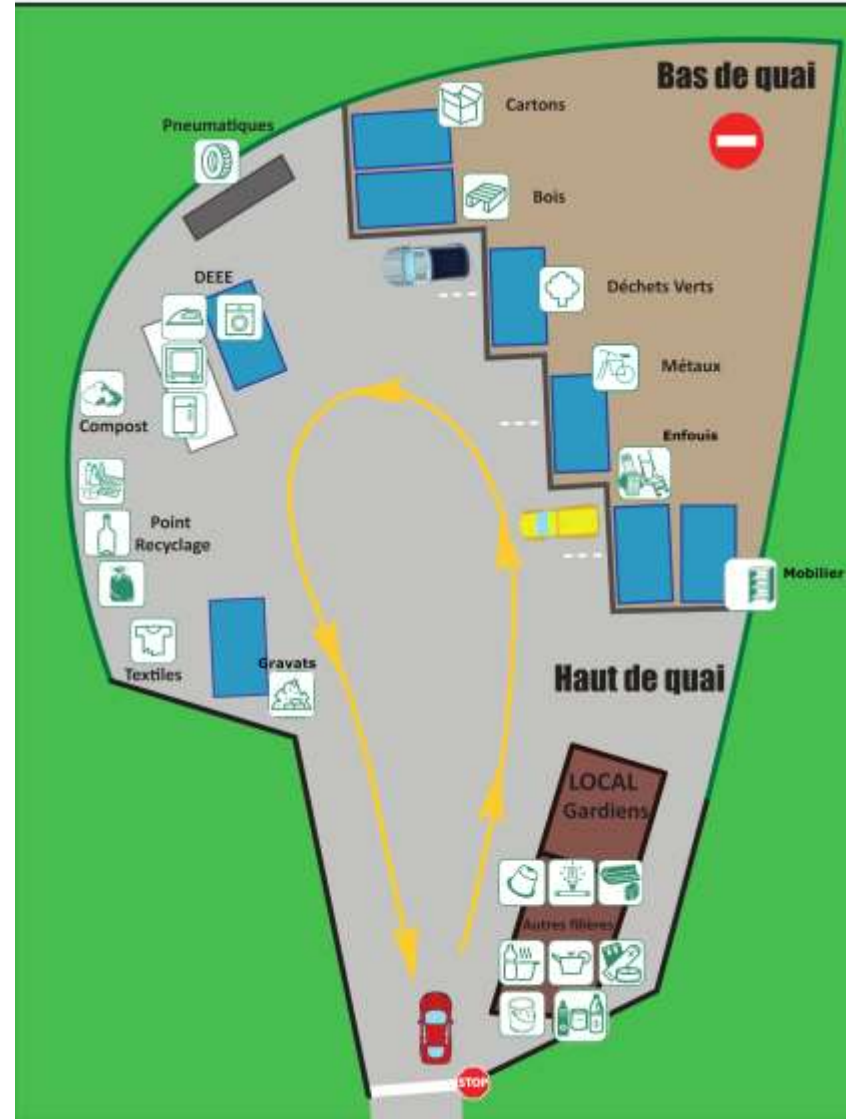 Bas de quai
Cartons
Pneumatiques
Bois
DEEE
Déchets Verts
Métaux
Compost
Enfouis
Point
Recyclage
Mobilier
Textiles
Gravats
Haut de quai
LOCAL
Gardiens
Autres filières
STOP